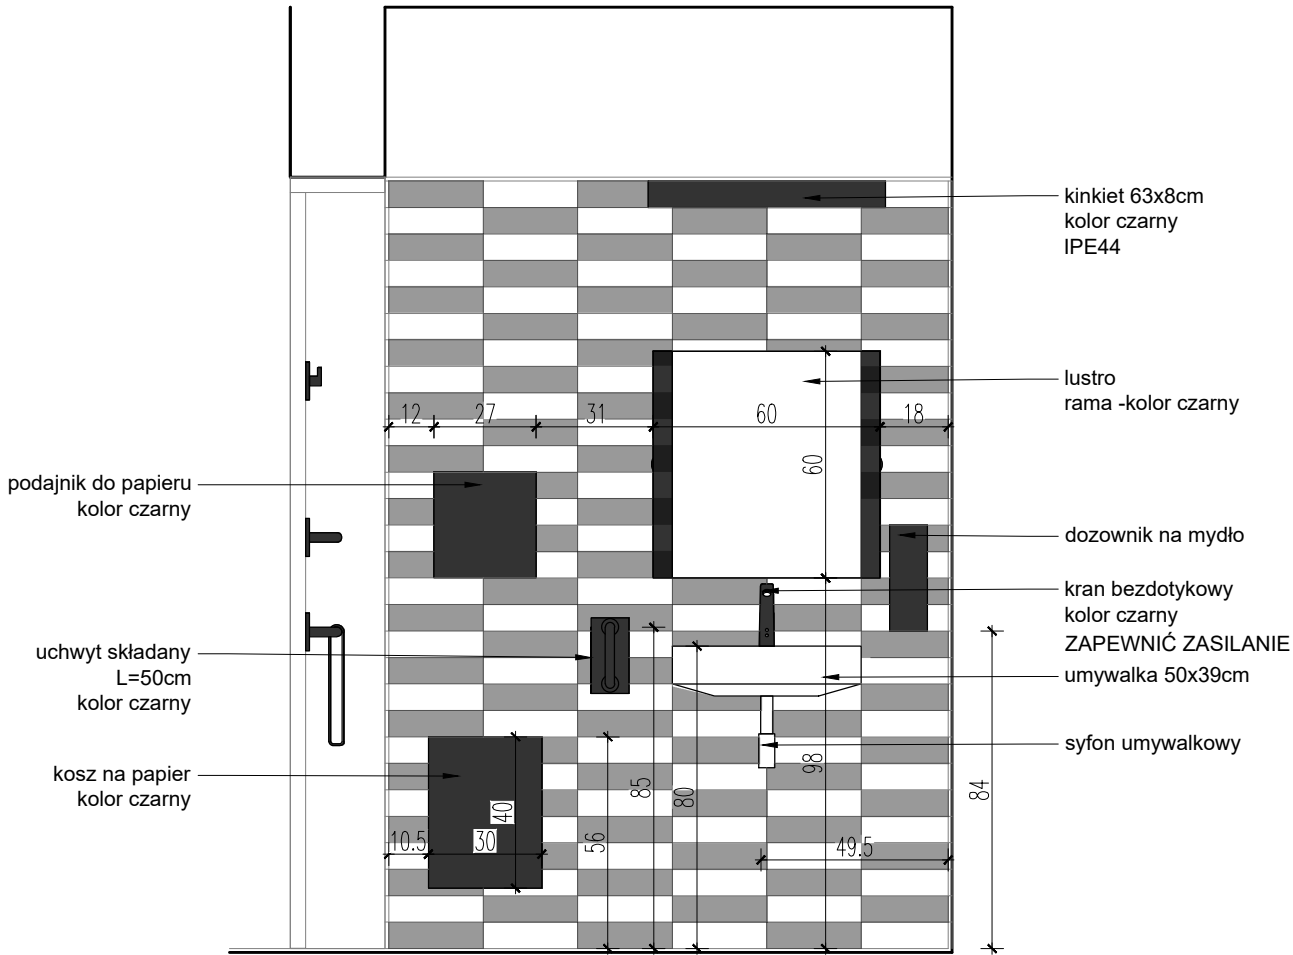 kinkiet 63x8cm
kolor czarny
IPE44
lustro
rama -kolor czarny
12 27 31 60 18
60
podajnik do papieru
kolor czarny
dozownik na mydło
kran bezdotykowy
kolor czarny
ZAPEWNIĆ ZASILANIE
uchwyt składany
L=50cm
kolor czarny
umywalka 50x39cm
syfon umywalkowy
kosz na papier
kolor czarny
98
84
85
80
40
56
10.5 30
49.5